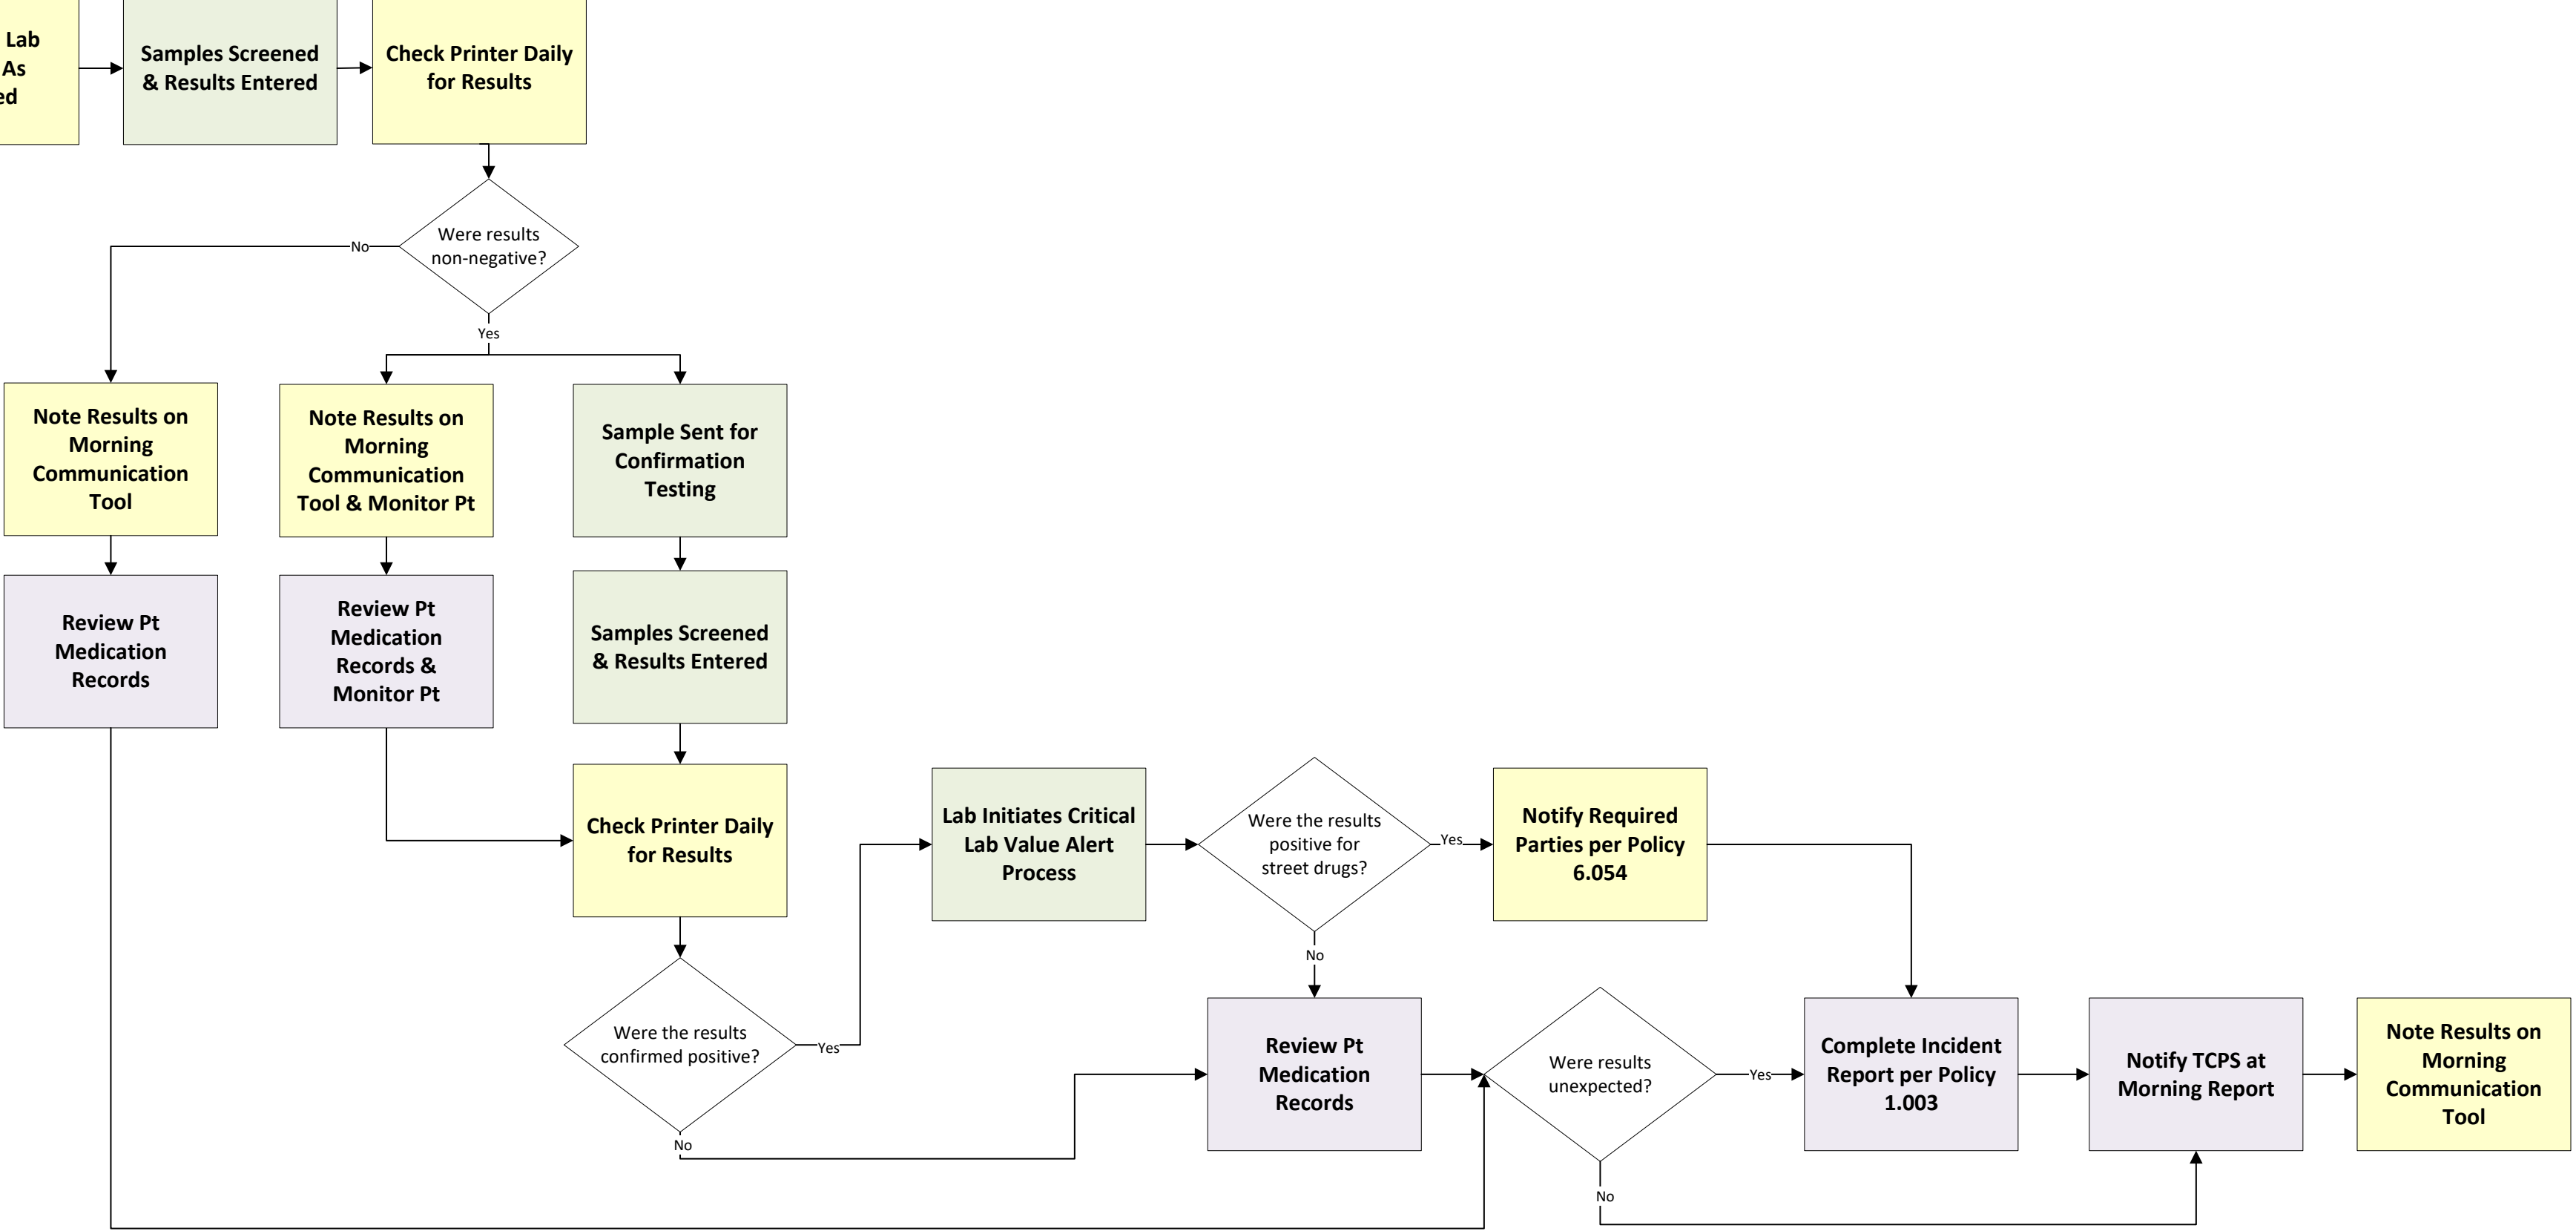 Lab
As
ed
Samples Screened
& Results Entered
Check Printer Daily
for Results
Were results
non-negative?
No
Yes
Note Results on
Morning
Communication
Tool
Note Results on
Morning
Communication
Tool & Monitor Pt
Sample Sent for
Confirmation
Testing
Review Pt
Medication
Records
Review Pt
Medication
Records &
Monitor Pt
Samples Screened
& Results Entered
Check Printer Daily
for Results
Were the results
confirmed positive?
Yes
No
Lab Initiates Critical
Lab Value Alert
Process
Were the results
positive for
street drugs?
Yes
No
Notify Required
Parties per Policy
6.054
Review Pt
Medication
Records
Were results
unexpected?
Yes
No
Complete Incident
Report per Policy
1.003
Notify TCPS at
Morning Report
Note Results on
Morning
Communication
Tool